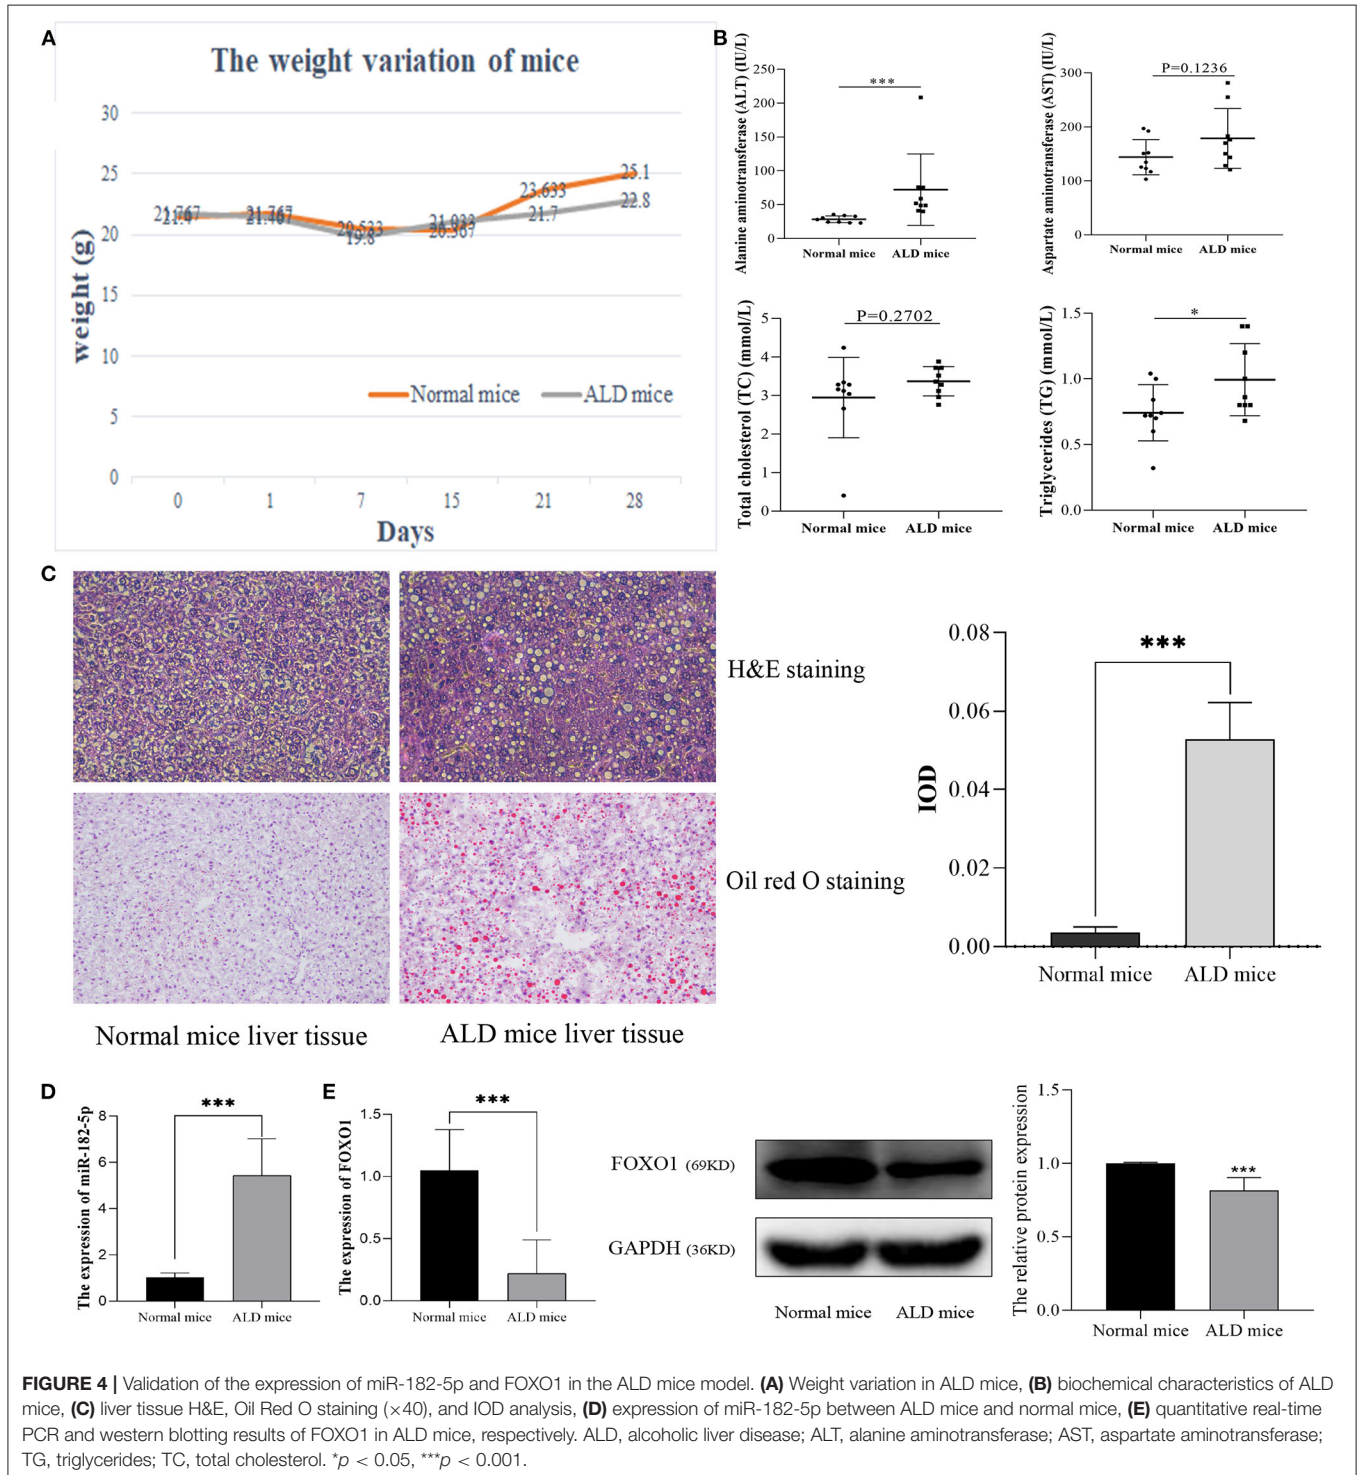 A
The weight variation of mice
30
25
20
15
10
5
0
weight (g)
21.767
21.767
23.633
25.1
19.8
21.7
22.8
Normal mice
ALD mice
0 1 7 15 21 28
Days
B
Alanine aminotransferase (ALT) (IU/L)
250
200
150
100
50
0
***
Normal mice ALD mice
Aspartate aminotransferase (AST) (IU/L)
300
200
100
0
P=0.1236
Normal mice ALD mice
Total cholesterol (TC) (mmol/L)
5
4
3
2
1
0
P=0.2702
Normal mice ALD mice
Triglycerides (TG) (mmol/L)
1.5
1.0
0.5
0.0
*
Normal mice ALD mice
C
H&E staining
Oil red O staining
Normal mice liver tissue
ALD mice liver tissue
IOD
0.08
0.06
0.04
0.02
0.00
***
Normal mice ALD mice
D
The expression of miR-182-5p
8
6
4
2
0
***
Normal mice ALD mice
E
The expression of FOXO1
1.5
1.0
0.5
0.0
***
Normal mice ALD mice
FOXO1 (69KD)
GAPDH (36KD)
Normal mice ALD mice
The relative protein expression
1.5
1.0
0.5
0.0
***
Normal mice ALD mice
FIGURE 4 | Validation of the expression of miR-182-5p and FOXO1 in the ALD mice model. (A) Weight variation in ALD mice, (B) biochemical characteristics of ALD
mice, (C) liver tissue H&E, Oil Red O staining (×40), and IOD analysis, (D) expression of miR-182-5p between ALD mice and normal mice, (E) quantitative real-time
PCR and western blotting results of FOXO1 in ALD mice, respectively. ALD, alcoholic liver disease; ALT, alanine aminotransferase; AST, aspartate aminotransferase;
TG, triglycerides; TC, total cholesterol. *p < 0.05, ***p < 0.001.